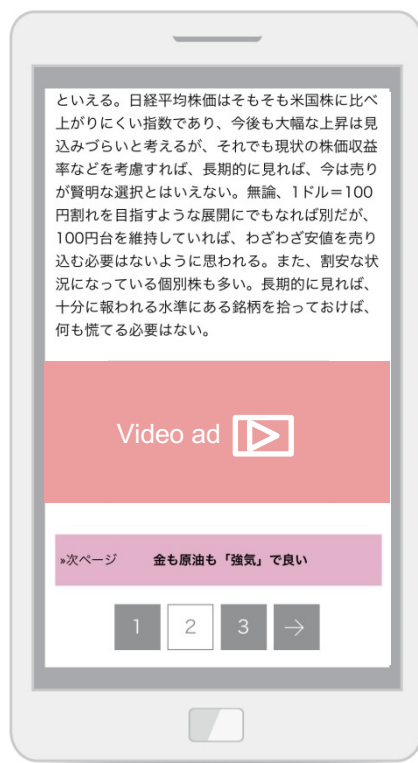 といえる。日経平均株価はそもそも米国株に比べ
上がりにくい指数であり、今後も大幅な上昇は見
込みづらいと考えるが、それでも現状の株価収益
率などを考慮すれば、長期的に見れば、今は売り
が賢明な選択とはいえない。無論、1ドル＝100
円割れを目指すような展開にでもなれば別だが、
100円台を維持していれば、わざわざ安値を売り
込む必要はないように思われる。また、割安な状
況になっている個別株も多い。長期的に見れば、
十分に報われる水準にある銘柄を拾っておけば、
何も慌てる必要はない。
Video ad
»次ページ 金も原油も「強気」で良い
1 2 3 →